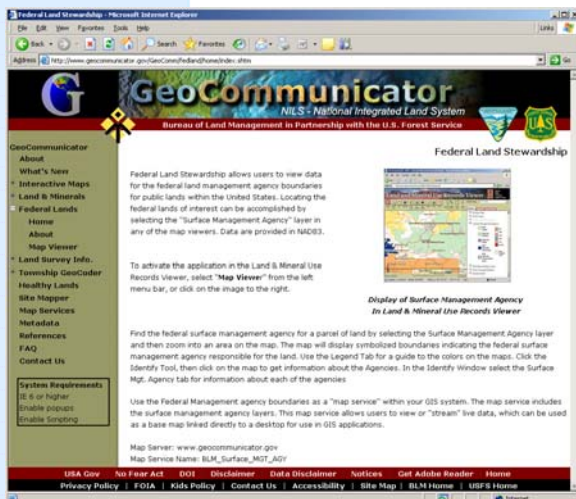 Federal Land Stewardship - Microsoft Internet Explorer
File Edit View Favorites Tools Help
Links
Back
Search
Favorites
Address
http://www.geocommunicator.gov/GeoComm/fedland/home/index.shtm
Go
GeoCommunicator
NILS - National Integrated Land System
Bureau of Land Management in Partnership with the U.S. Forest Service
GeoCommunicator
About
What's New
Interactive Maps
Land & Minerals
Federal Lands
Home
About
Map Viewer
Land Survey Info.
Township GeoCoder
Healthy Lands
Site Mapper
Map Services
Metadata
References
FAQ
Contact Us
System Requirements
IE 6 or higher
Enable popups
Enable Scripting
Federal Land Stewardship
Federal Land Stewardship allows users to view data
for the federal land management agency boundaries
for public lands within the United States. Locating the
federal lands of interest can be accomplished by
selecting the "Surface Management Agency" layer in
any of the map viewers. Data are provided in NAD83.
To activate the application in the Land & Mineral Use
Records Viewer, select "Map Viewer" from the left
menu bar, or click on the image to the right.
Land and Mineral Use Records Viewer
Display of Surface Management Agency
In Land & Mineral Use Records Viewer
Find the federal surface management agency for a parcel of land by selecting the Surface Management Agency layer
and then zoom into an area on the map. The map will display symbolized boundaries indicating the federal surface
management agency responsible for the land. Use the Legend Tab for a guide to the colors on the maps. Click the
Identify Tool, then click on the map to get information about the Agencies. In the Identify Window select the Surface
Mgt. Agency tab for information about each of the agencies
Use the Federal Management Agency boundaries as a "map service" within your GIS system. The map service includes
the surface management agency layers. This map service allows users to view or "stream" live data, which can be used
as a base map linked directly to a desktop for use in GIS applications.
Map Server: www.geocommunicator.gov
Map Service Name: BLM_Surface_MGT_AGY
USA Gov No Fear Act DOI Disclaimer Data Disclaimer Notices Get Adobe Reader Home
Privacy Policy | FOIA | Kids Policy | Contact Us | Accessibility | Site Map | BLM Home | USFS Home
Internet